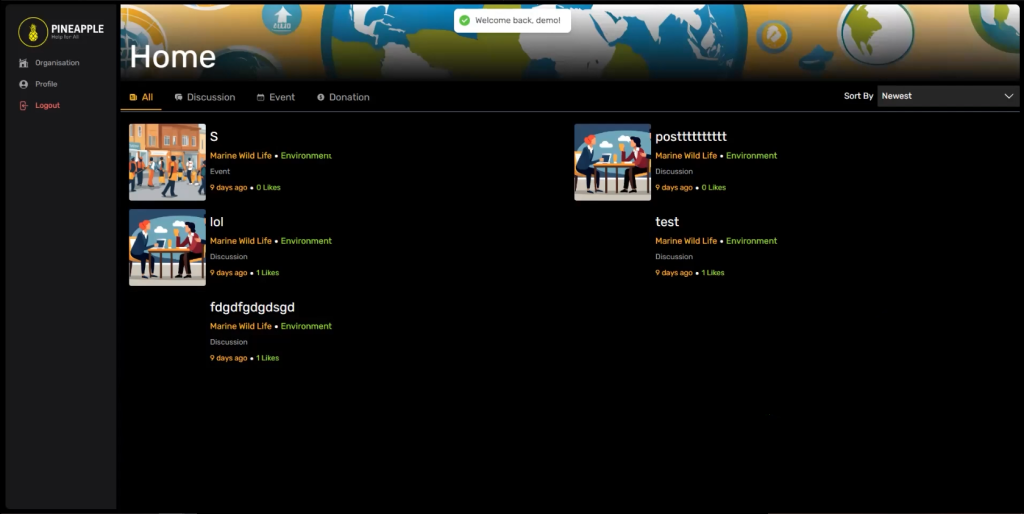 PINEAPPLE
Help for All
Organisation
Profile
Logout
Welcome back, demo!
Home
All
Discussion
Event
Donation
Sort By
Newest
S
Marine Wild Life • Environment
Event
9 days ago • 0 Likes
posttttttttttt
Marine Wild Life • Environment
Discussion
9 days ago • 0 Likes
lol
Marine Wild Life • Environment
Discussion
9 days ago • 1 Likes
test
Marine Wild Life • Environment
Discussion
9 days ago • 1 Likes
fdgdfgdgdsgd
Marine Wild Life • Environment
Discussion
9 days ago • 1 Likes